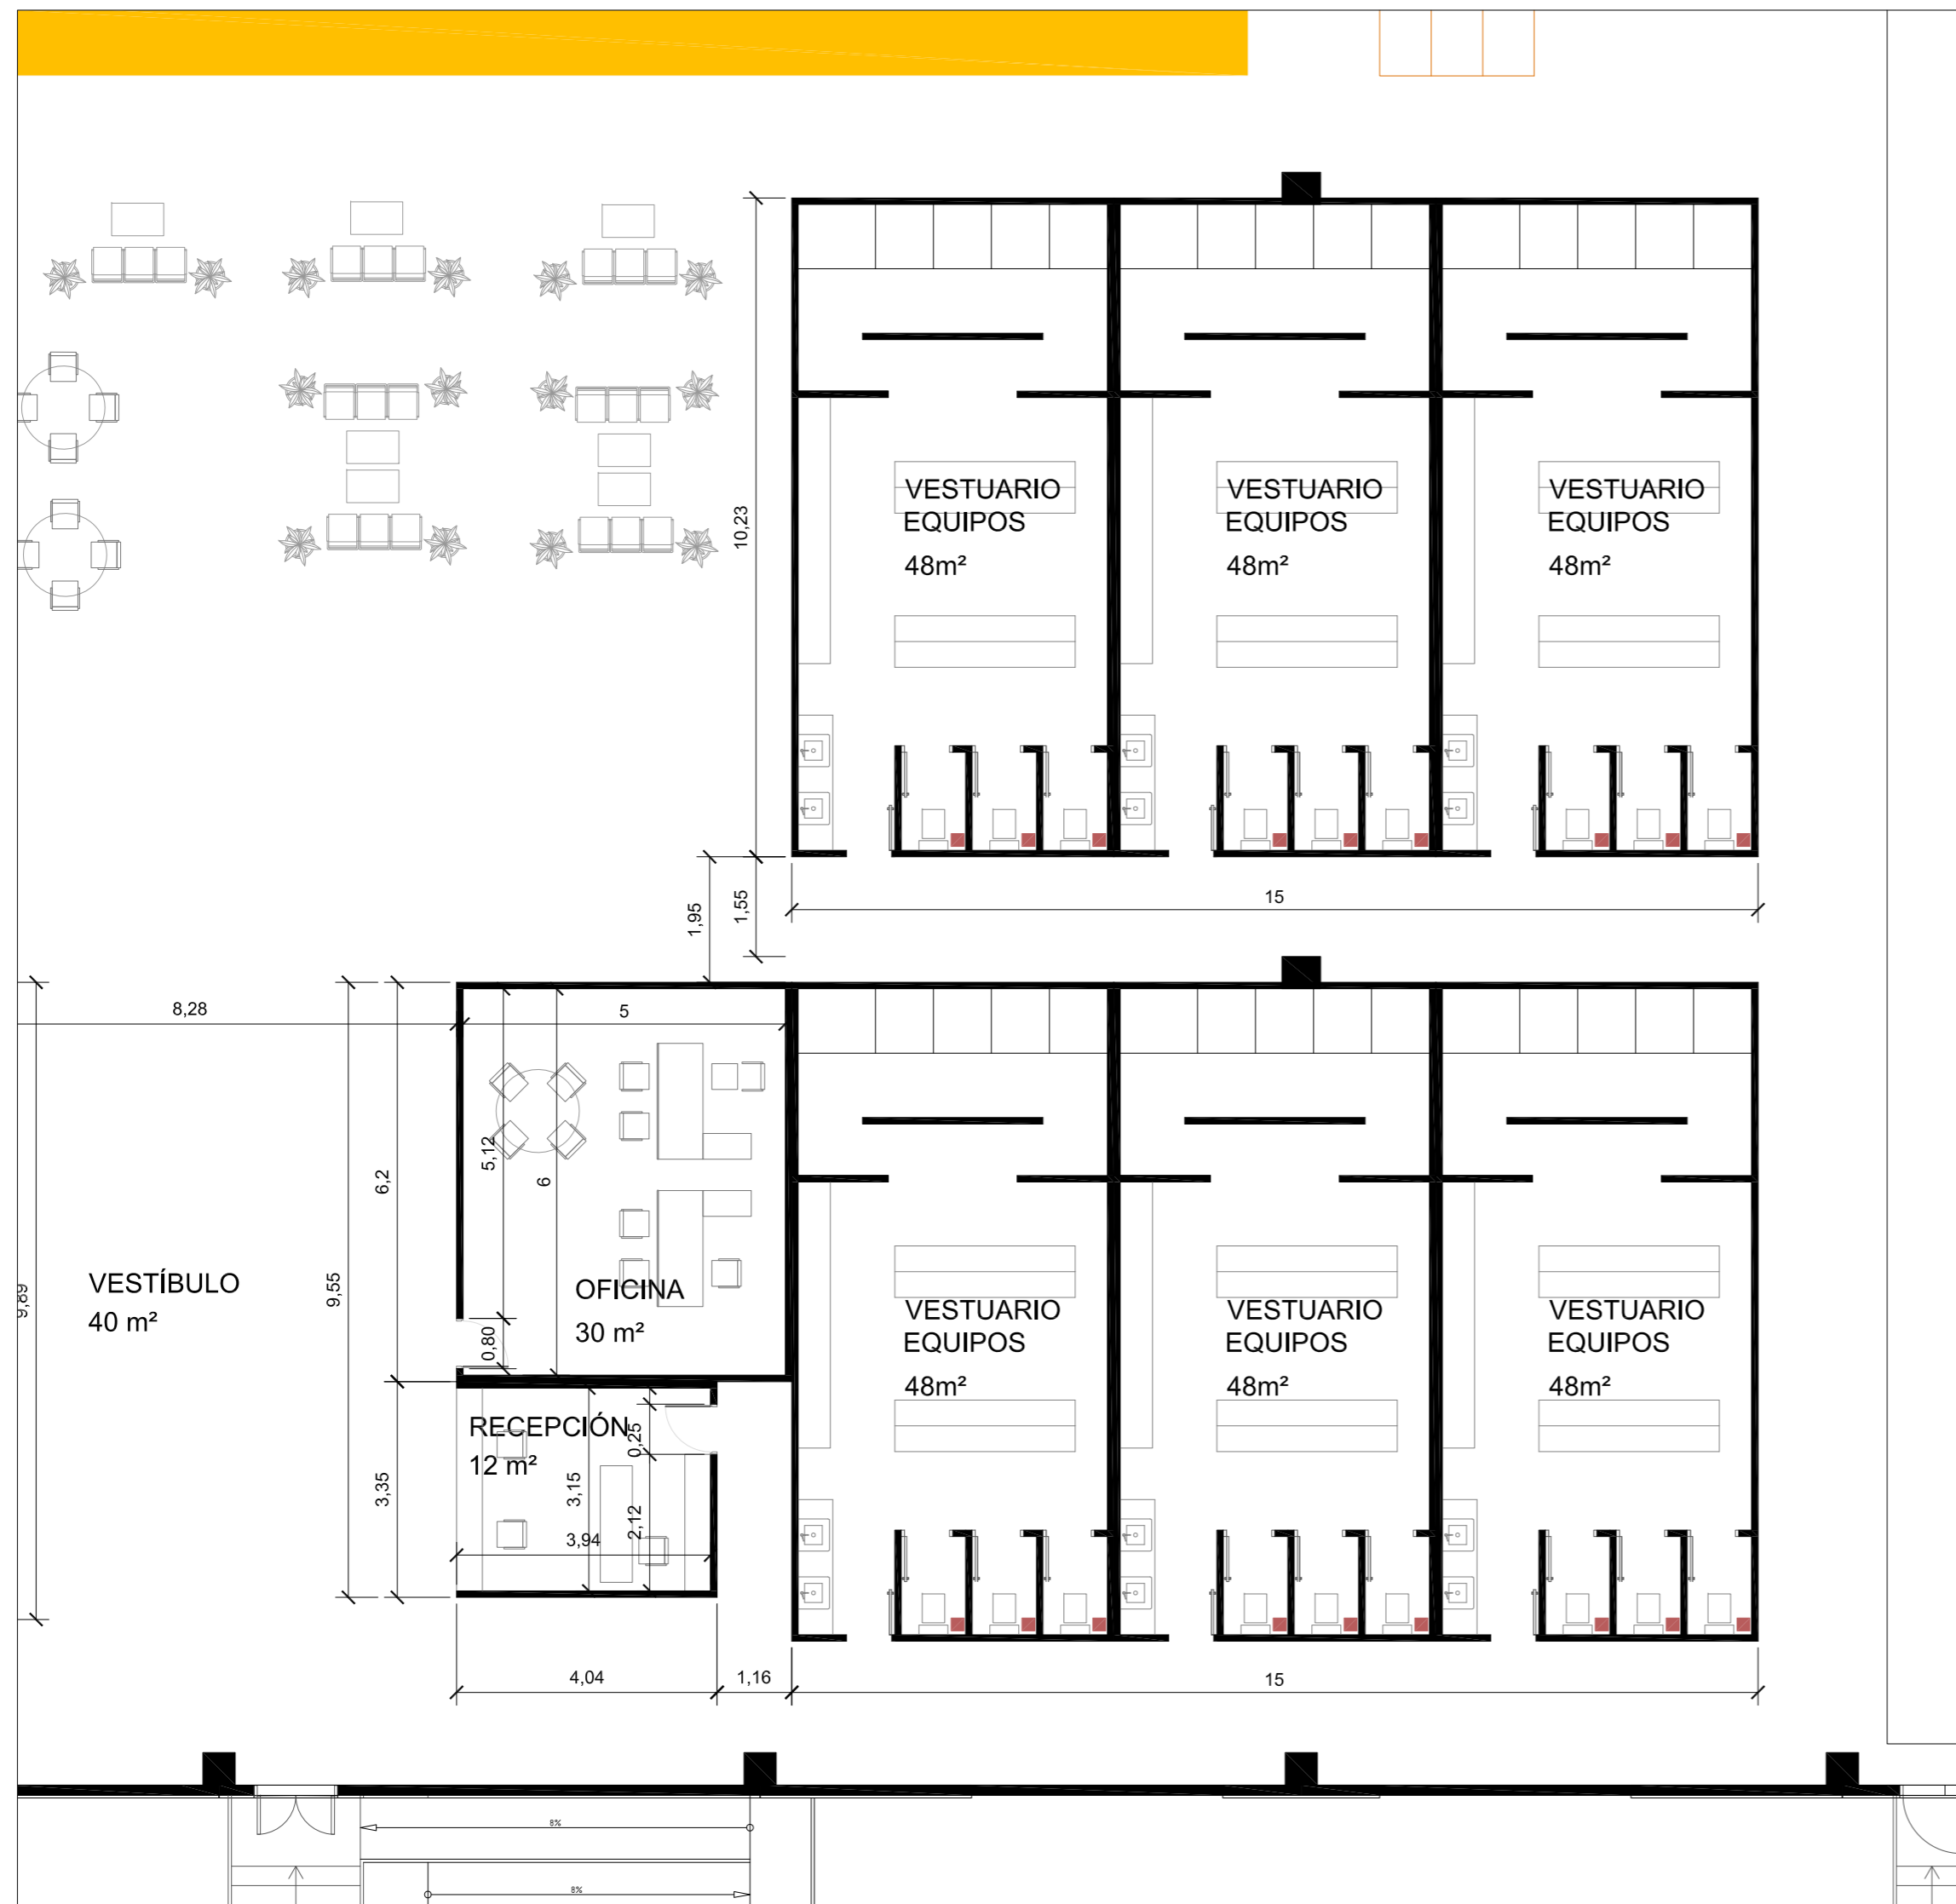 VESTUARIO
EQUIPOS
48m²
VESTUARIO
EQUIPOS
48m²
VESTUARIO
EQUIPOS
48m²
10,23
1,95
1,55
15
8,28
5
5,12
6
6,2
9,55
9,89
0,80
VESTÍBULO
40 m²
OFICINA
30 m²
VESTUARIO
EQUIPOS
48m²
VESTUARIO
EQUIPOS
48m²
VESTUARIO
EQUIPOS
48m²
RECEPCIÓN
12 m²
0,25
3,35
3,15
2,12
3,94
4,04
1,16
15
8%
8%